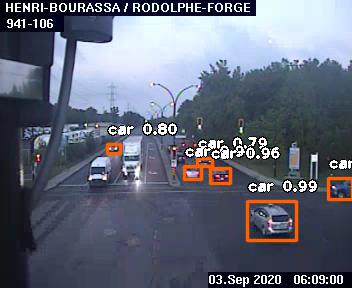 HENRI-BOURASSA / RODOLPHE-FORGE
941-106
car 0.80
car 0.79
car 0.96
car 0.99
car
03.Sep 2020 06:09:00